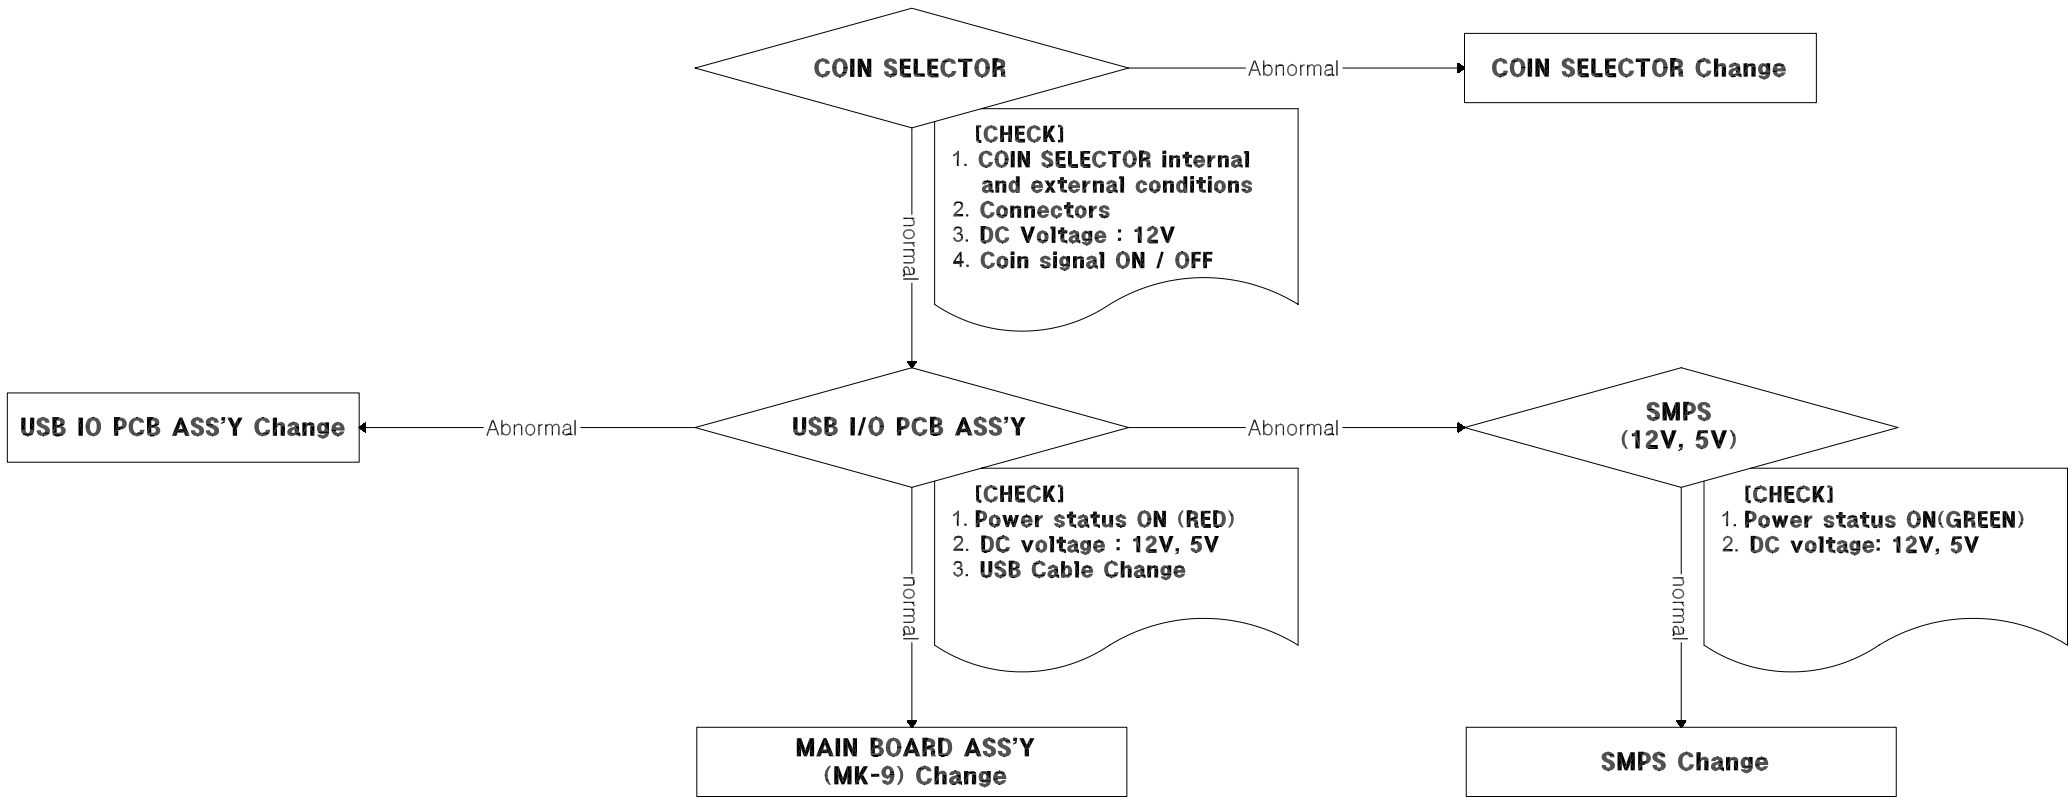 COIN SELECTOR
Abnormal
COIN SELECTOR Change
[CHECK]
1. COIN SELECTOR internal
and external conditions
2. Connectors
3. DC Voltage : 12V
4. Coin signal ON / OFF
normal
USB IO PCB ASS'Y Change
Abnormal
USB I/O PCB ASS'Y
Abnormal
SMPS
(12V, 5V)
[CHECK]
1. Power status ON (RED)
2. DC voltage : 12V, 5V
3. USB Cable Change
normal
[CHECK]
1. Power status ON(GREEN)
2. DC voltage: 12V, 5V
normal
MAIN BOARD ASS'Y
(MK-9) Change
SMPS Change